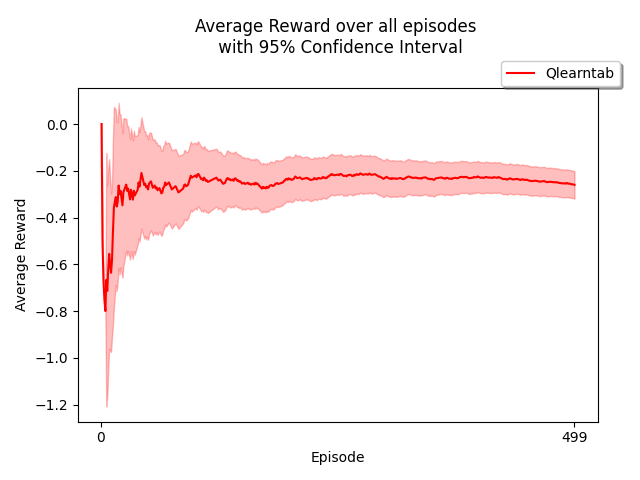 Average Reward over all episodes
with 95% Confidence Interval
Qlearntab
0.0
−0.2
−0.4
−0.6
−0.8
−1.0
−1.2
Average Reward
0
499
Episode